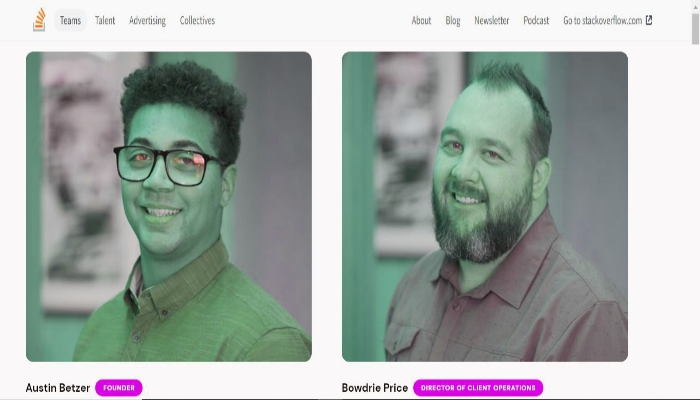 Teams Talent Advertising Collectives About Blog Newsletter Podcast Go to stackoverflow.com
Austin Betzer FOUNDER
Bowdrie Price DIRECTOR OF CLIENT OPERATIONS